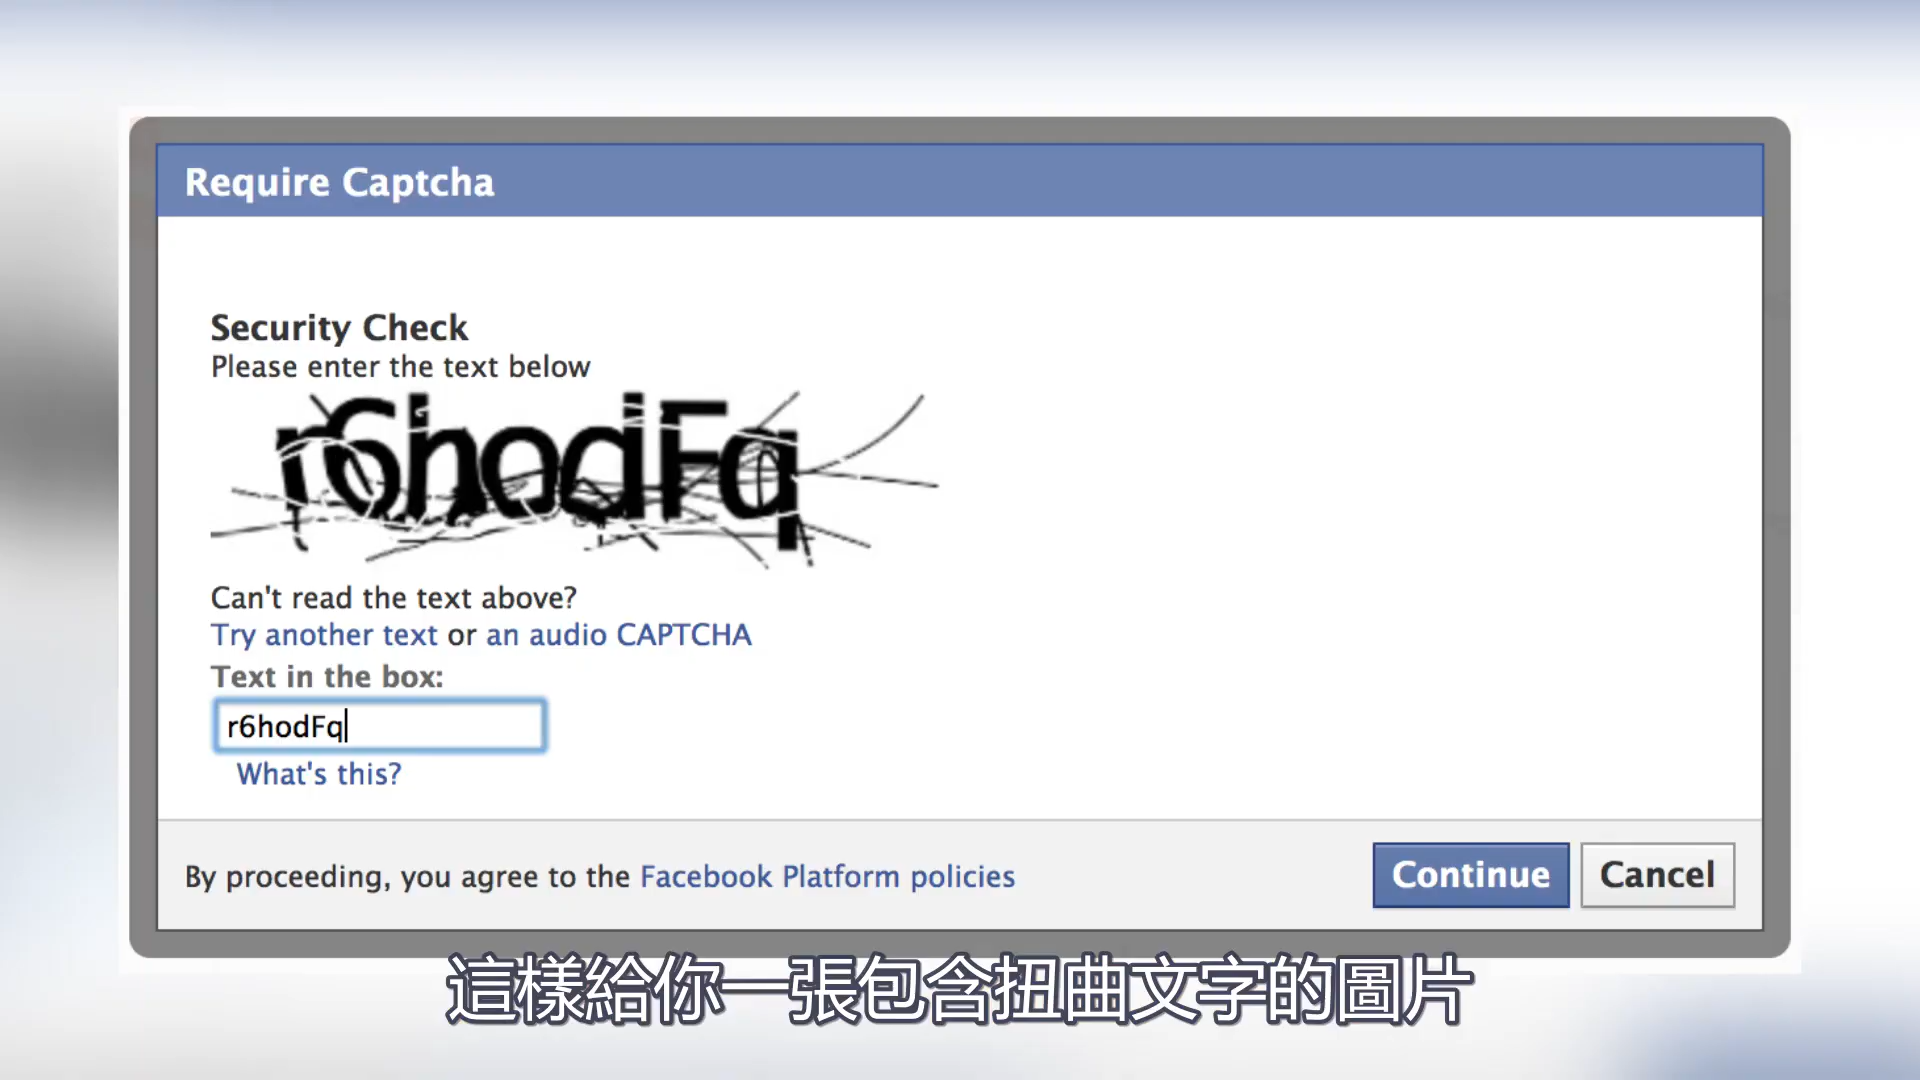 Require Captcha
Security Check
Please enter the text below
r6hodFq
Can't read the text above?
Try another text or an audio CAPTCHA
Text in the box:
r6hodFq
What's this?
By proceeding, you agree to the Facebook Platform policies
Continue Cancel
這樣給你一張包含扭曲文字的圖片